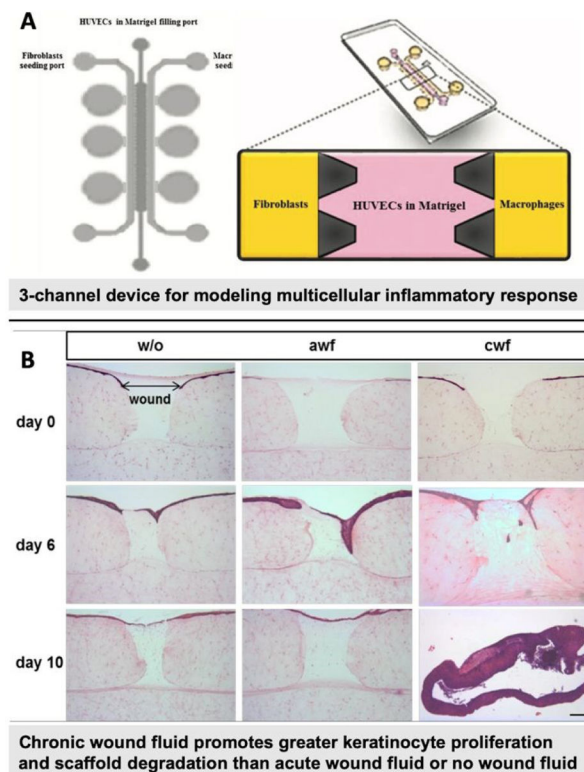 A
HUVECs in Matrigel filling port
Fibroblasts
seeding port
Fibroblasts
HUVECs in Matrigel
Macrophages
3-channel device for modeling multicellular inflammatory response
B
w/o
awf
cwf
day 0
wound
day 6
day 10
Chronic wound fluid promotes greater keratinocyte proliferation
and scaffold degradation than acute wound fluid or no wound fluid